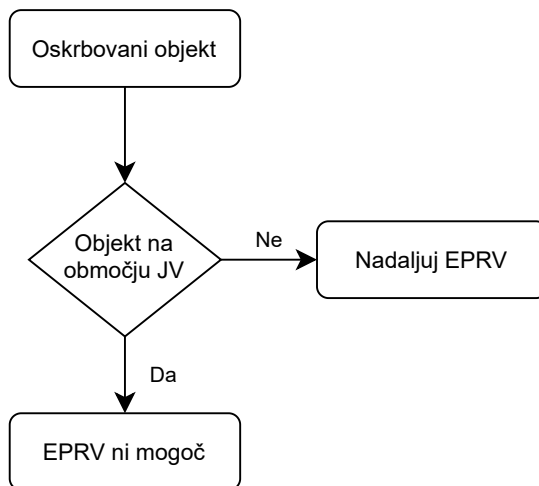 Oskrbovani objekt
Objekt na
območju JV
Ne
Nadaljuj EPRV
Da
EPRV ni mogoč